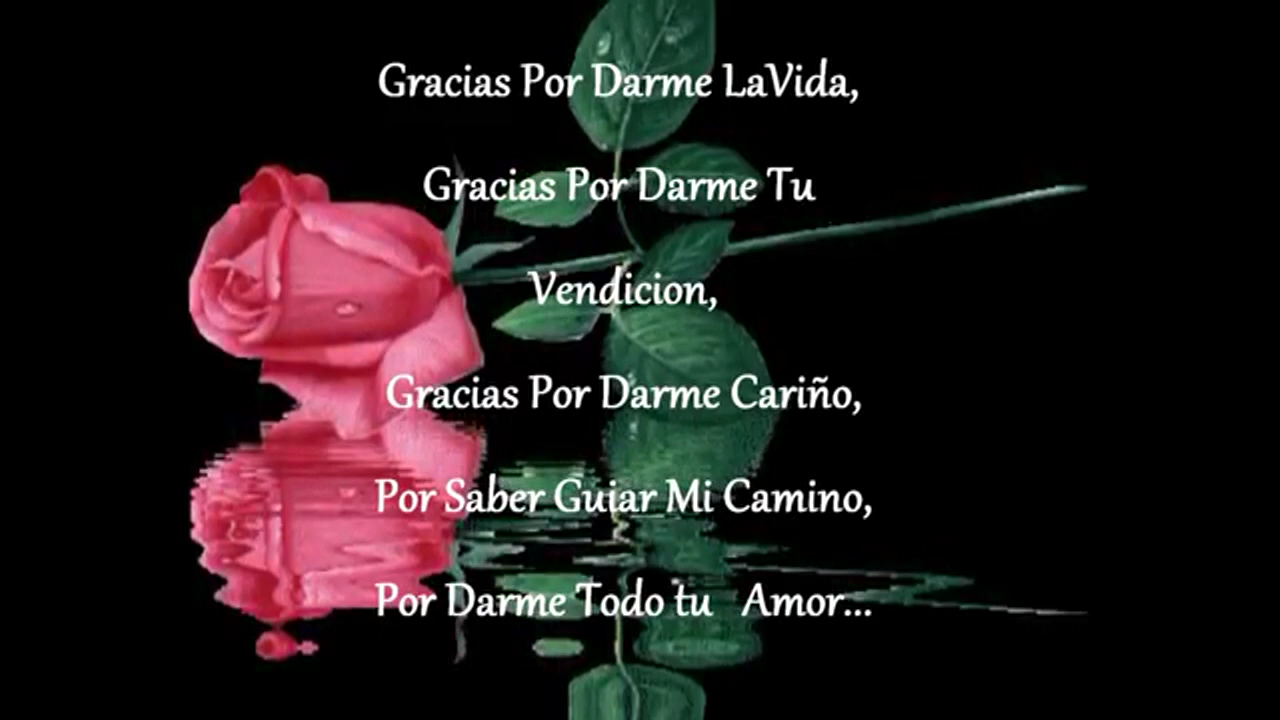 Gracias Por Darme LaVida,
Gracias Por Darme Tu
Vendicion,
Gracias Por Darme Cariño,
Por Saber Guiar Mi Camino,
Por Darme Todo tu Amor...